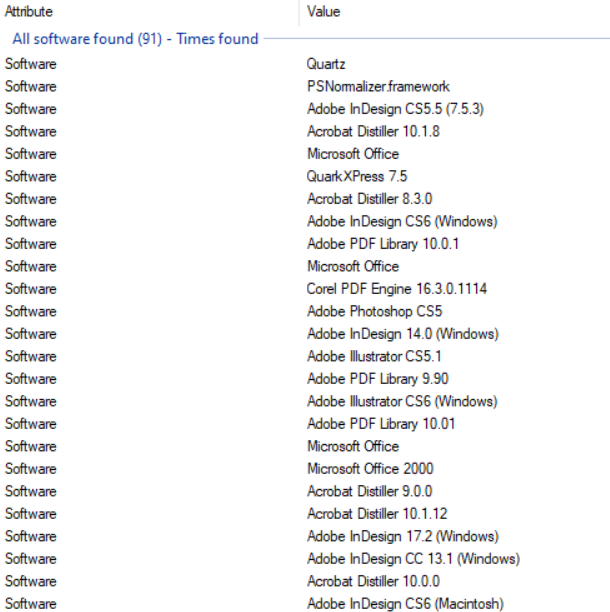 Attribute Value
All software found (91) - Times found
Software Quartz
Software PSNormalizer.framework
Software Adobe InDesign CS5.5 (7.5.3)
Software Acrobat Distiller 10.1.8
Software Microsoft Office
Software QuarkXPress 7.5
Software Acrobat Distiller 8.3.0
Software Adobe InDesign CS6 (Windows)
Software Adobe PDF Library 10.0.1
Software Microsoft Office
Software Corel PDF Engine 16.3.0.1114
Software Adobe Photoshop CS5
Software Adobe InDesign 14.0 (Windows)
Software Adobe Illustrator CS5.1
Software Adobe PDF Library 9.90
Software Adobe Illustrator CS6 (Windows)
Software Adobe PDF Library 10.01
Software Microsoft Office
Software Microsoft Office 2000
Software Acrobat Distiller 9.0.0
Software Acrobat Distiller 10.1.12
Software Adobe InDesign 17.2 (Windows)
Software Adobe InDesign CC 13.1 (Windows)
Software Acrobat Distiller 10.0.0
Software Adobe InDesign CS6 (Macintosh)